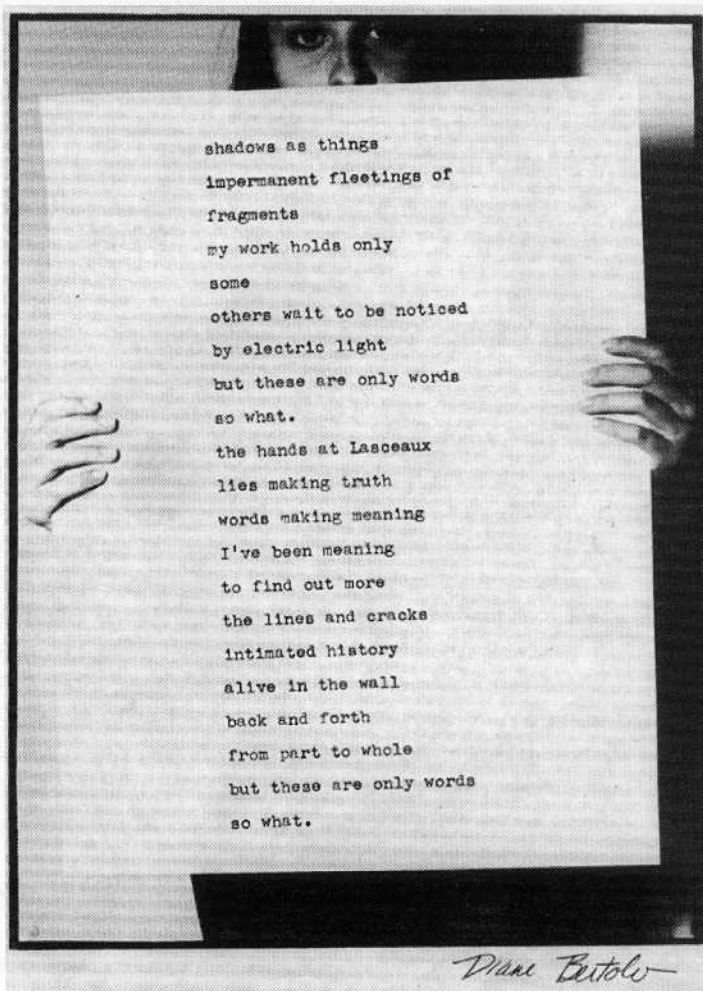 shadows as things
impermanent fleetings of
fragments
my work holds only
some
others wait to be noticed
by electric light
but these are only words
so what.
the hands at Lasceaux
lies making truth
words making meaning
I've been meaning
to find out more
the lines and cracks
intimated history
alive in the wall
back and forth
from part to whole
but these are only words
so what.
Diane Bertolo